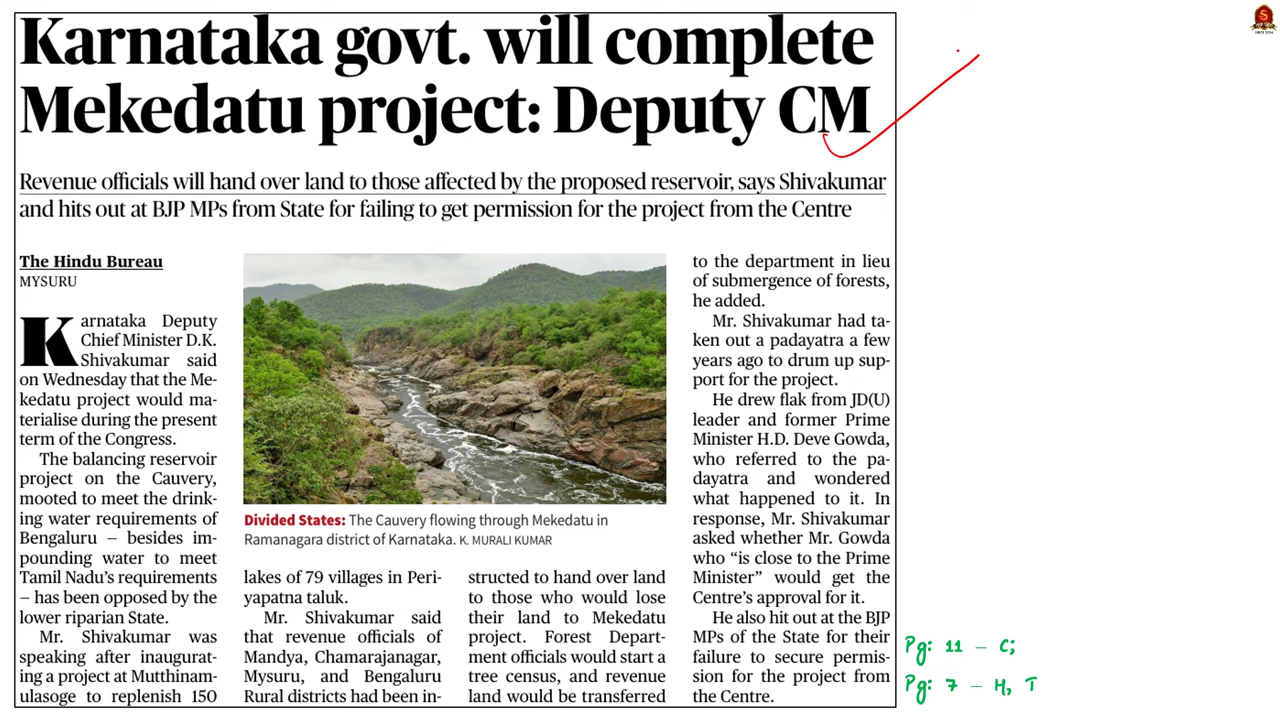 Karnataka govt. will complete
Mekedatu project: Deputy CM
Revenue officials will hand over land to those affected by the proposed reservoir, says Shivakumar
and hits out at BJP MPs from State for failing to get permission for the project from the Centre
The Hindu Bureau
MYSURU
Karnataka Deputy
Chief Minister D.K.
Shivakumar said
on Wednesday that the Me-
kedatu project would ma-
terialise during the present
term of the Congress.
The balancing reservoir
project on the Cauvery,
mooted to meet the drink-
ing water requirements of
Bengaluru – besides im-
pounding water to meet
Tamil Nadu's requirements
– has been opposed by the
lower riparian State.
Mr. Shivakumar was
speaking after inaugurat-
ing a project at Mutthinam-
ulasoge to replenish 150
Divided States: The Cauvery flowing through Mekedatu in
Ramanagara district of Karnataka. K. MURALI KUMAR
lakes of 79 villages in Peri-
yapatna taluk.
Mr. Shivakumar said
that revenue officials of
Mandya, Chamarajanagar,
Mysuru, and Bengaluru
Rural districts had been in-
structed to hand over land
to those who would lose
their land to Mekedatu
project. Forest Depart-
ment officials would start a
tree census, and revenue
land would be transferred
to the department in lieu
of submergence of forests,
he added.
Mr. Shivakumar had ta-
ken out a padayatra a few
years ago to drum up sup-
port for the project.
He drew flak from JD(U)
leader and former Prime
Minister H.D. Deve Gowda,
who referred to the pa-
dayatra and wondered
what happened to it. In
response, Mr. Shivakumar
asked whether Mr. Gowda
who “is close to the Prime
Minister” would get the
Centre's approval for it.
He also hit out at the BJP
MPs of the State for their
failure to secure permis-
sion for the project from
the Centre.
Pg: 11 – C;
Pg: 7 – H, T